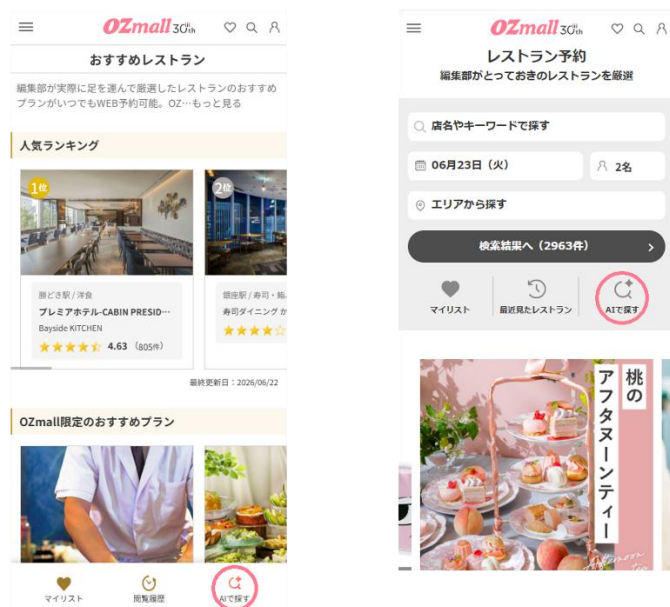 OZmall 30th
おすすめレストラン
編集部が実際に足を運んで厳選したレストランのおすすめ
プランがいつでもWEB予約可能。OZ…もっと見る
人気ランキング
1位
2位
勝どき駅 / 洋食
プレミアホテル-CABIN PRESID…
Bayside KITCHEN
4.63 (805件)
銀座駅 / 寿司・鮨
寿司ダイニング か
最終更新日：2026/06/22
OZmall限定のおすすめプラン
マイリスト
閲覧履歴
AIで探す
OZmall 30th
レストラン予約
編集部がとっておきのレストランを厳選
店名やキーワードで探す
06月23日（火）
2名
エリアから探す
検索結果へ（2963件）
マイリスト
最近見たレストラン
AIで探す
桃の
アフタヌーンティー
Afternoon